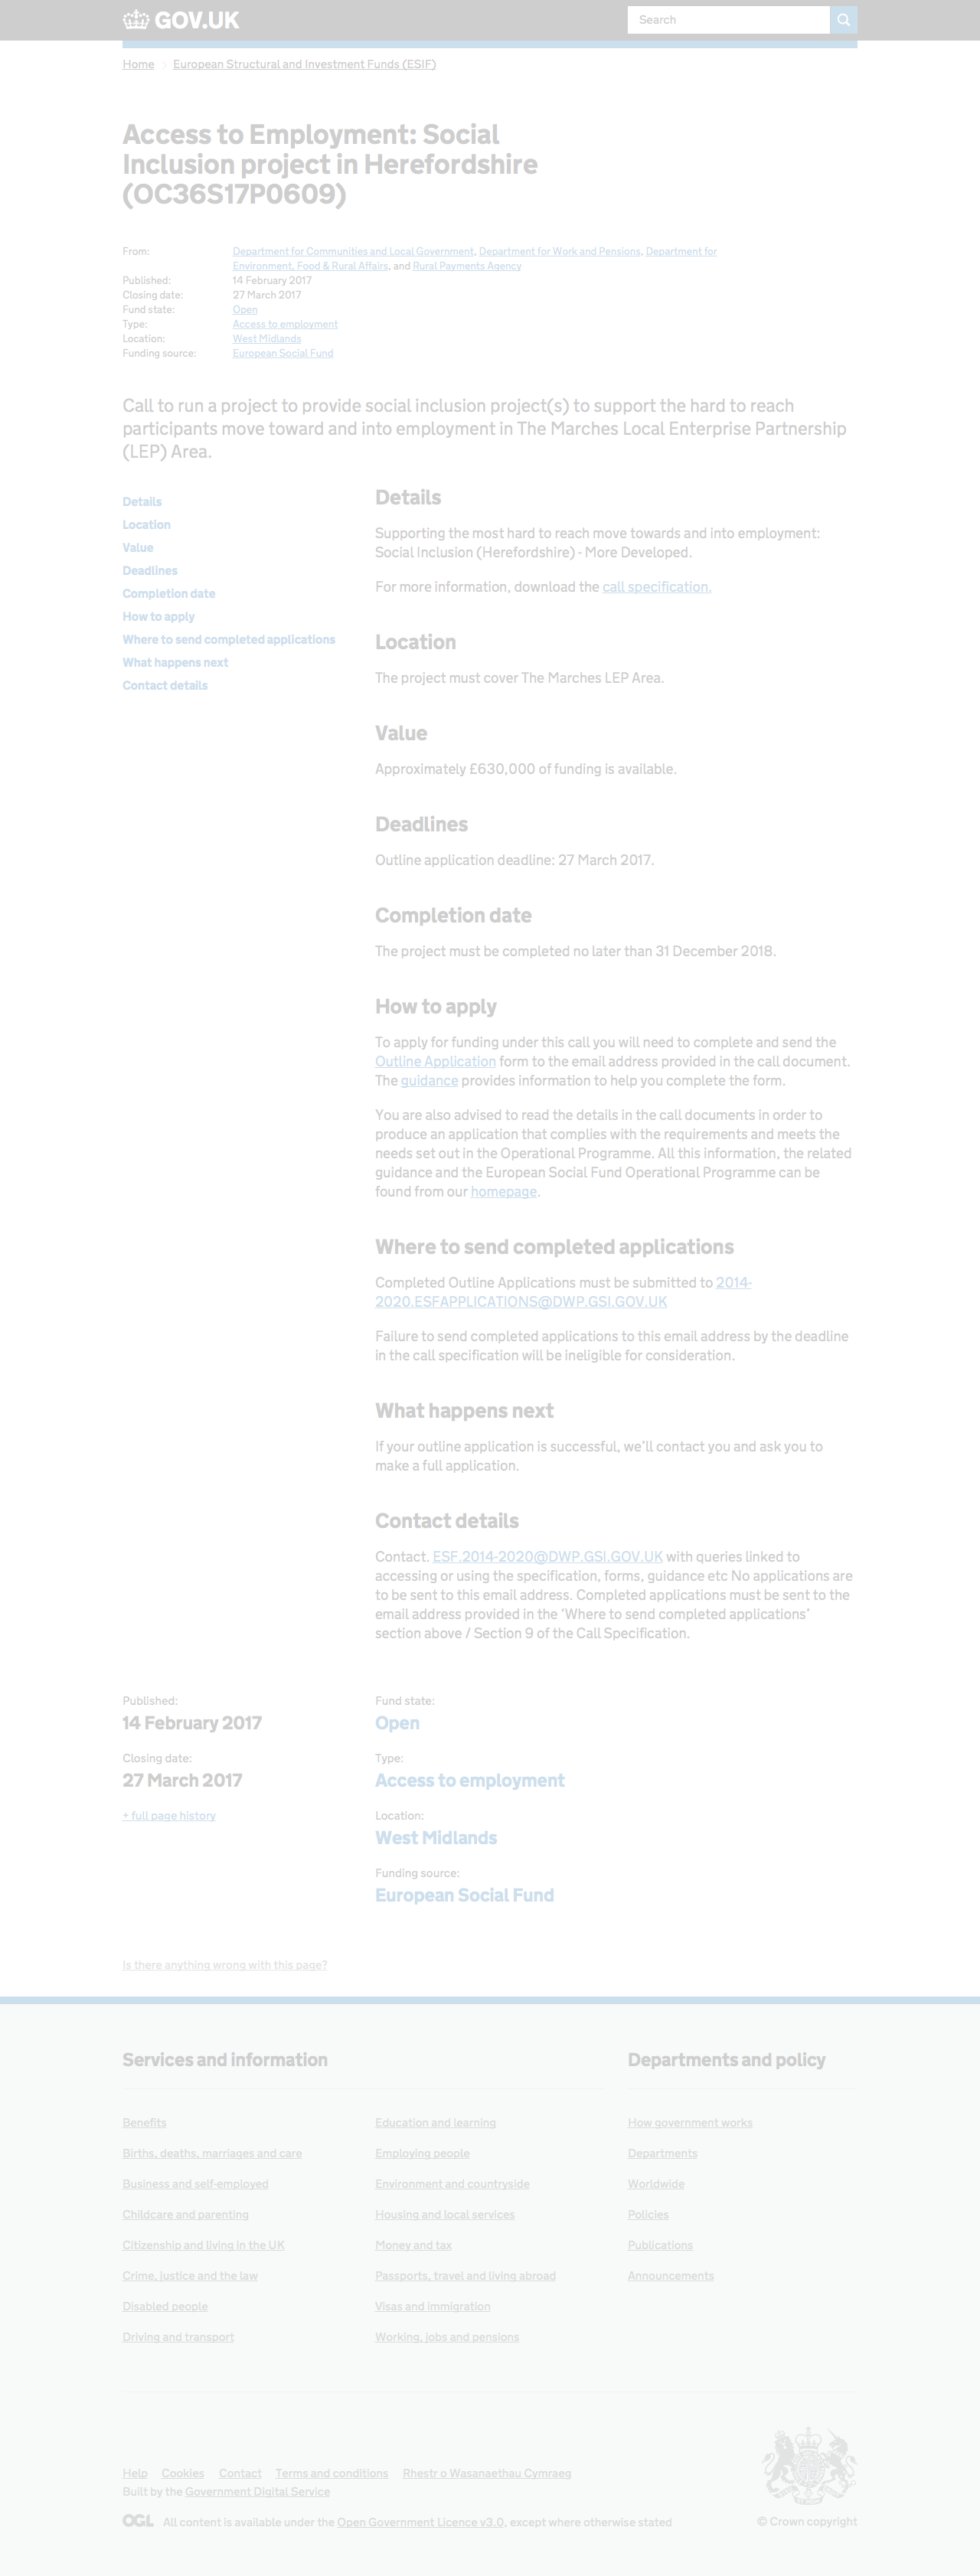 GOV.UK
Search
Home
European Structural and Investment Funds (ESIF)
Access to Employment: Social
Inclusion project in Herefordshire
(OC36S17P0609)
From: Department for Communities and Local Government, Department for Work and Pensions, Department for
Environment, Food & Rural Affairs, and Rural Payments Agency
Published: 14 February 2017
Closing date: 27 March 2017
Fund state: Open
Type: Access to employment
Location: West Midlands
Funding source: European Social Fund
Call to run a project to provide social inclusion project(s) to support the hard to reach
participants move toward and into employment in The Marches Local Enterprise Partnership
(LEP) Area.
Details
Location
Value
Deadlines
Completion date
How to apply
Where to send completed applications
What happens next
Contact details
Details
Supporting the most hard to reach move towards and into employment:
Social Inclusion (Herefordshire) - More Developed.
For more information, download the call specification.
Location
The project must cover The Marches LEP Area.
Value
Approximately £630,000 of funding is available.
Deadlines
Outline application deadline: 27 March 2017.
Completion date
The project must be completed no later than 31 December 2018.
How to apply
To apply for funding under this call you will need to complete and send the
Outline Application form to the email address provided in the call document.
The guidance provides information to help you complete the form.
You are also advised to read the details in the call documents in order to
produce an application that complies with the requirements and meets the
needs set out in the Operational Programme. All this information, the related
guidance and the European Social Fund Operational Programme can be
found from our homepage.
Where to send completed applications
Completed Outline Applications must be submitted to 2014-
2020.ESFAPPLICATIONS@DWP.GSI.GOV.UK
Failure to send completed applications to this email address by the deadline
in the call specification will be ineligible for consideration.
What happens next
If your outline application is successful, we'll contact you and ask you to
make a full application.
Contact details
Contact. ESF.2014-2020@DWP.GSI.GOV.UK with queries linked to
accessing or using the specification, forms, guidance etc No applications are
to be sent to this email address. Completed applications must be sent to the
email address provided in the 'Where to send completed applications'
section above / Section 9 of the Call Specification.
Published:
14 February 2017
Closing date:
27 March 2017
+ full page history
Fund state:
Open
Type:
Access to employment
Location:
West Midlands
Funding source:
European Social Fund
Is there anything wrong with this page?
Services and information
Benefits
Births, deaths, marriages and care
Business and self-employed
Childcare and parenting
Citizenship and living in the UK
Crime, justice and the law
Disabled people
Driving and transport
Education and learning
Employing people
Environment and countryside
Housing and local services
Money and tax
Passports, travel and living abroad
Visas and immigration
Working, jobs and pensions
Departments and policy
How government works
Departments
Worldwide
Policies
Publications
Announcements
Help Cookies Contact Terms and conditions Rhestr o Wasanaethau Cymraeg
Built by the Government Digital Service
OGL All content is available under the Open Government Licence v3.0, except where otherwise stated
© Crown copyright